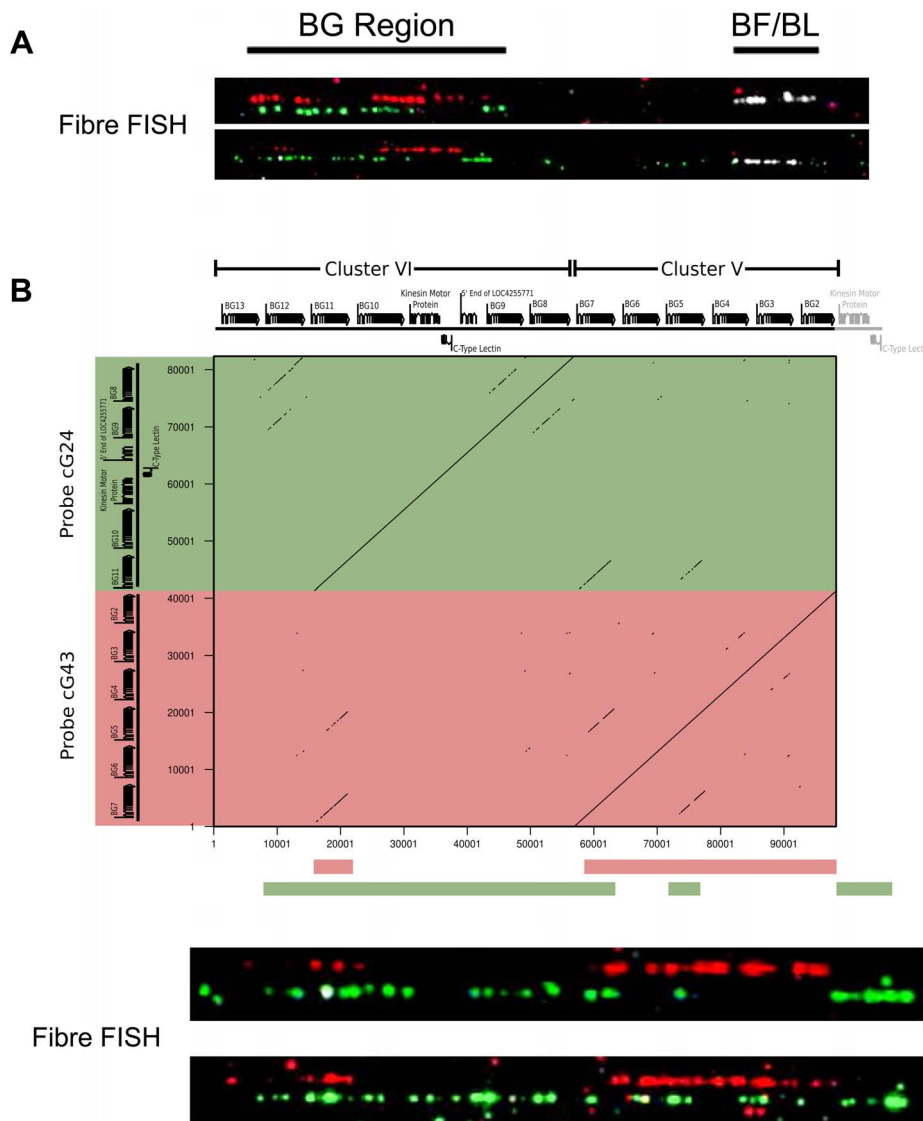 A
BG Region
BF/BL
Fibre FISH
B
Cluster VI
Cluster V
BG13
BG12
BG11
BG10
Kinesin Motor
Protein
5' End of LOC4255771
BG9
BG8
BG7
BG6
BG5
BG4
BG3
BG2
Kinesin Motor
Protein
C-Type Lectin
C-Type Lect
Probe cG24
BG8
BG9
5' End of LOC4255771
C-Type Lectin
Kinesin Motor
Protein
BG10
BG11
Probe cG43
BG2
BG3
BG4
BG5
BG6
BG7
80001
70001
60001
50001
40001
30001
20001
10001
1
1
10001
20001
30001
40001
50001
60001
70001
80001
90001
Fibre FISH